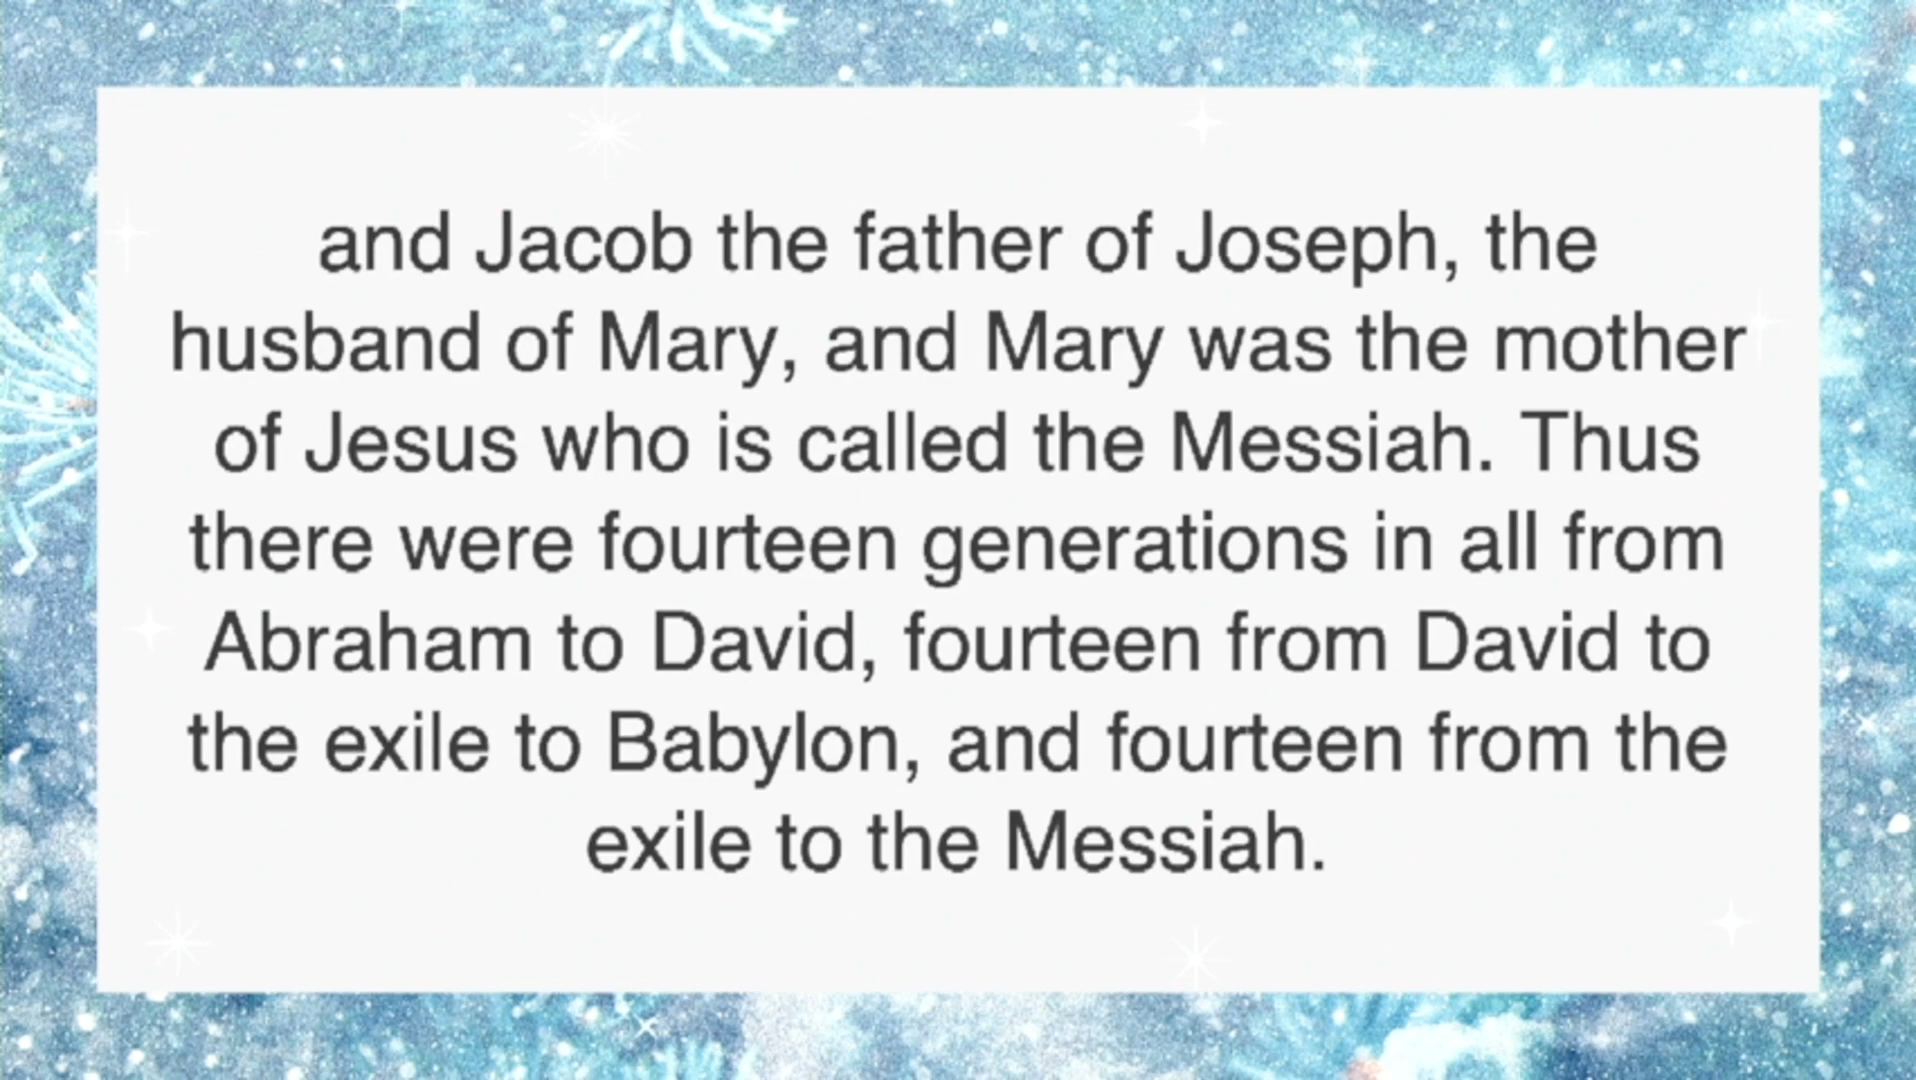 and Jacob the father of Joseph, the
husband of Mary, and Mary was the mother
of Jesus who is called the Messiah. Thus
there were fourteen generations in all from
Abraham to David, fourteen from David to
the exile to Babylon, and fourteen from the
exile to the Messiah.